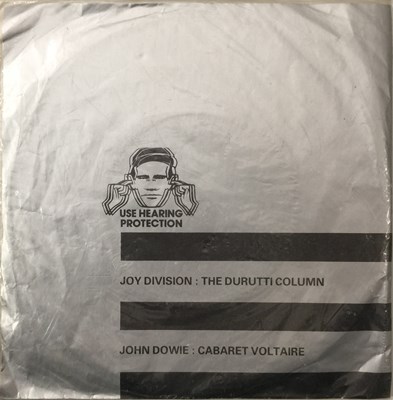 USE HEARING
PROTECTION
JOY DIVISION : THE DURUTTI COLUMN
JOHN DOWIE : CABARET VOLTAIRE